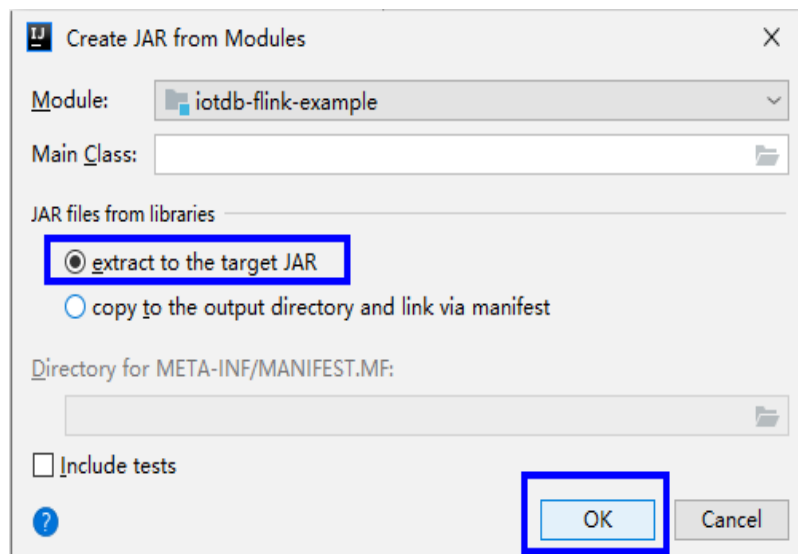 IJ Create JAR from Modules
Module: iotdb-flink-example
Main Class:
JAR files from libraries
extract to the target JAR
copy to the output directory and link via manifest
Directory for META-INF/MANIFEST.MF:
Include tests
? OK Cancel